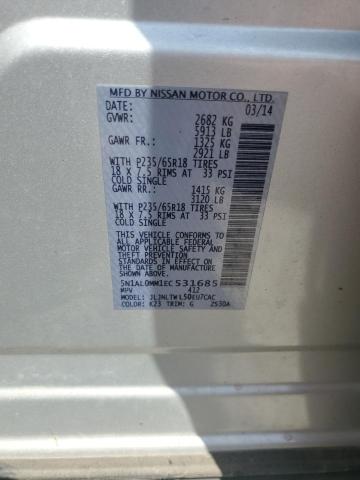 MFD BY NISSAN MOTOR CO., LTD.
DATE: 03/14
GVWR: 2682 KG
5913 LB
GAWR FR.: 1325 KG
2921 LB
WITH P235/65R18 TIRES
18 X 7.5 RIMS AT 33 PSI
COLD SINGLE
GAWR RR.: 1415 KG
3120 LB
WITH P235/65R18 TIRES
18 X 7.5 RIMS AT 33 PSI
COLD SINGLE
THIS VEHICLE CONFORMS TO ALL
APPLICABLE FEDERAL
MOTOR VEHICLE SAFETY, BUMPER, AND
THEFT PREVENTION
STANDARDS IN EFFECT ON THE DATE OF
MANUFACTURE SHOWN ABOVE.
5N1AL0MM1EC531685
MPV 412
MODEL: JLJNLTWL50EU7CAC
COLOR: K23 TRIM: G 2S30A